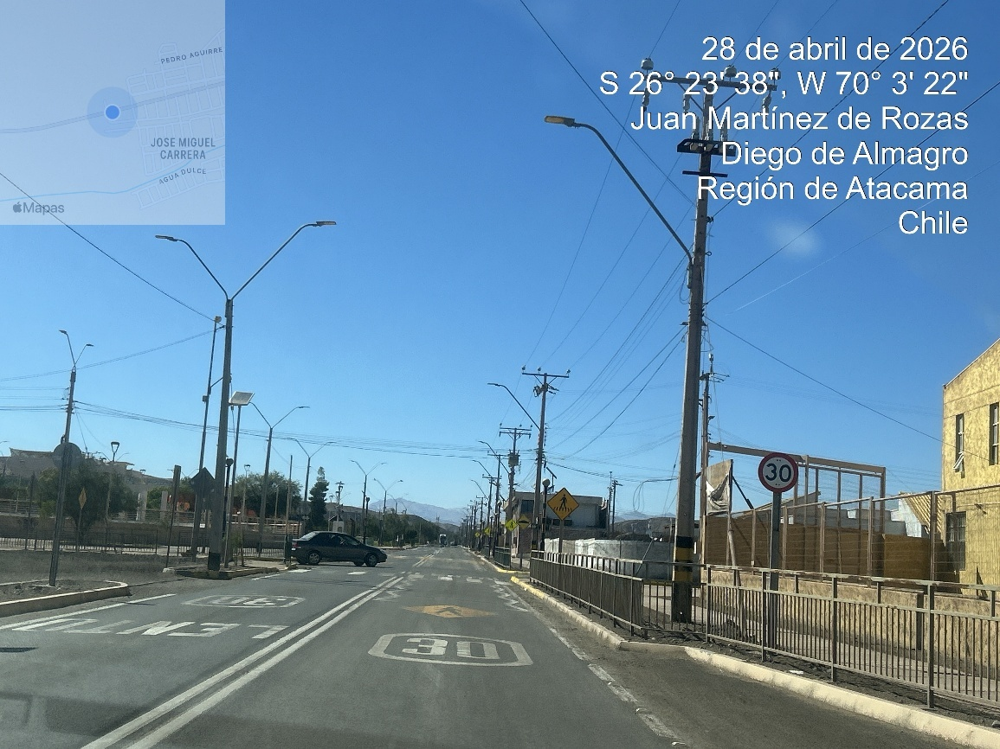 PEDRO AGUIRRE
JOSE MIGUEL
CARRERA
AGUA DULCE
Mapas
28 de abril de 2026
S 26° 23' 38", W 70° 3' 22"
Juan Martínez de Rozas
Diego de Almagro
Región de Atacama
Chile
30
LENTO
30